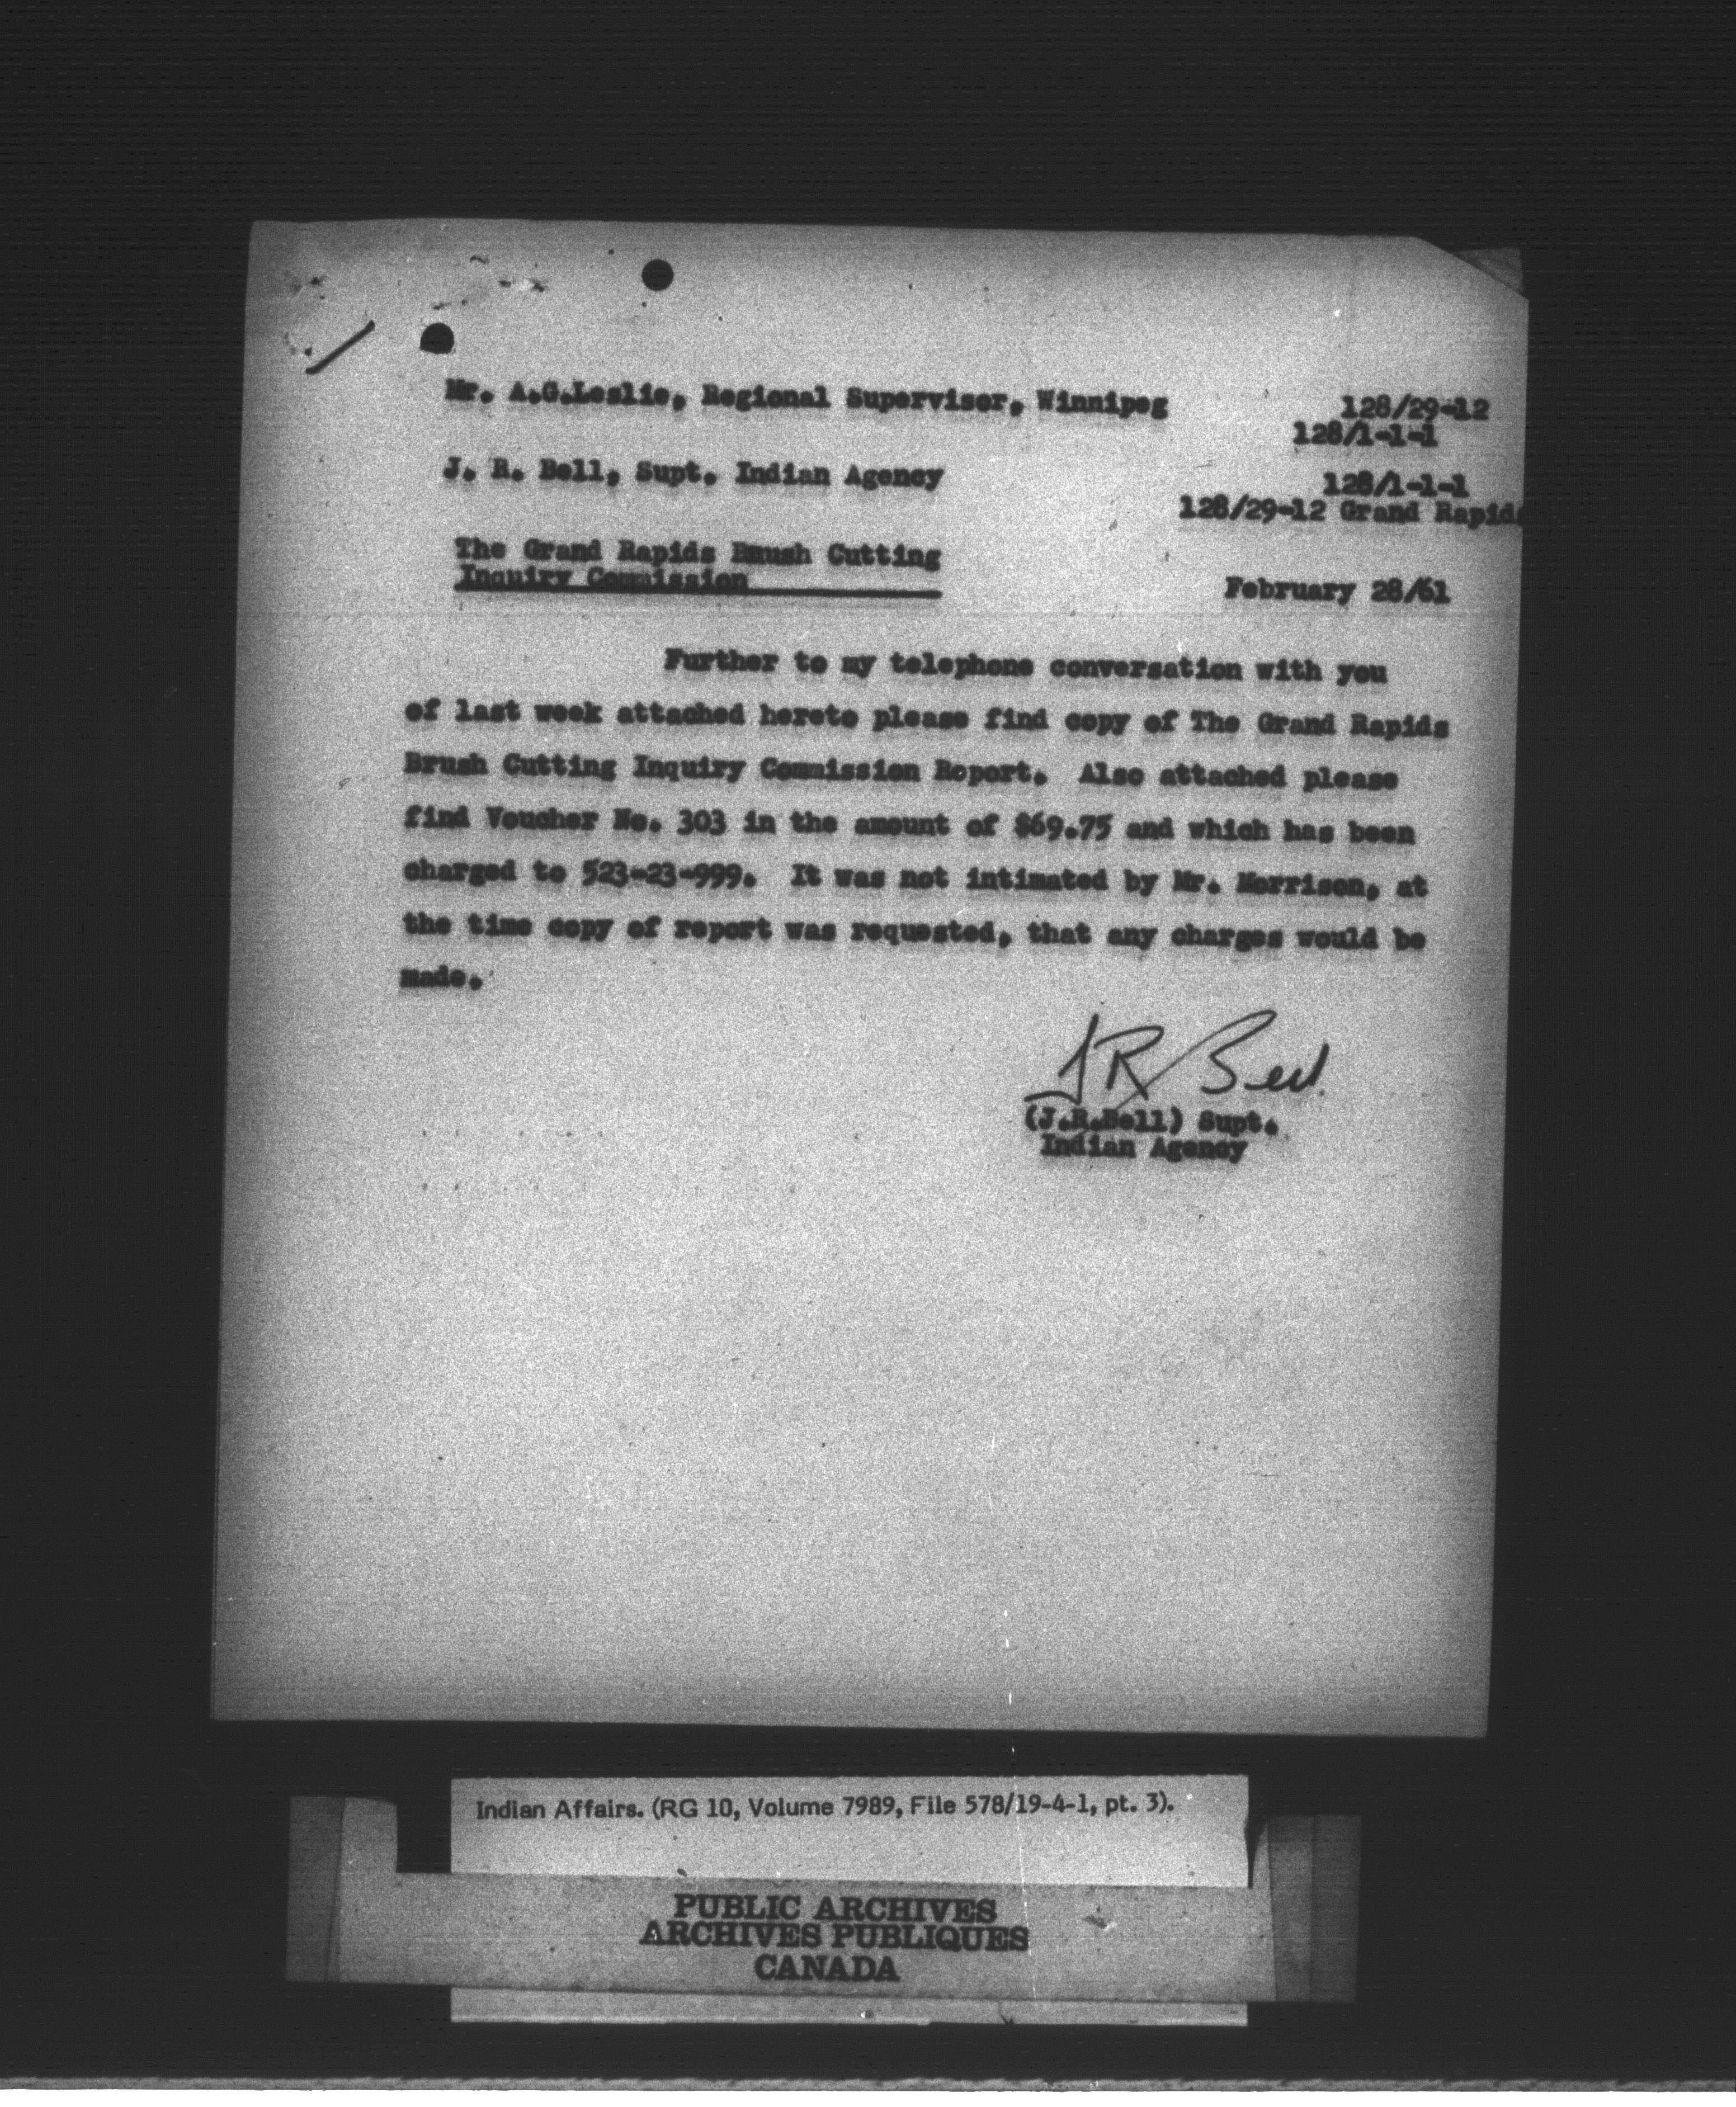 Mr. A.G.Leslie, Regional Supervisor, Winnipeg
128/29-12
128/1-1-1
J. R. Bell, Supt. Indian Agency
128/1-1-1
128/29-12 Grand Rapids
The Grand Rapids Brush Cutting
Inquiry Commission
February 28/61
Further to my telephone conversation with you
of last week attached hereto please find copy of The Grand Rapids
Brush Cutting Inquiry Commission Report. Also attached please
find Voucher No. 303 in the amount of $69.75 and which has been
charged to 523-23-999. It was not intimated by Mr. Morrison, at
the time copy of report was requested, that any charges would be
made.
J R Bell
(J.R.Bell) Supt.
Indian Agency
Indian Affairs. (RG 10, Volume 7989, File 578/19-4-1, pt. 3).
PUBLIC ARCHIVES
ARCHIVES PUBLIQUES
CANADA